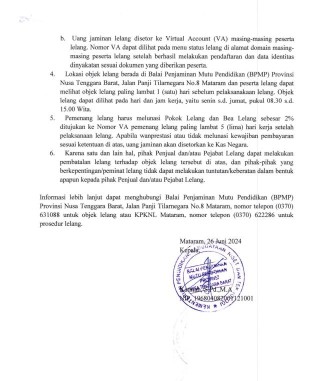 b. Uang jaminan lelang disetor ke Virtual Account (VA) masing-masing peserta
lelang. Nomor VA dapat dilihat pada menu status lelang di alamat domain masing-
masing peserta lelang setelah berhasil melakukan pendaftaran dan data identitas
dinyatakan sesuai dokumen yang diberikan peserta.
4. Lokasi objek lelang berada di Balai Penjaminan Mutu Pendidikan (BPMP) Provinsi
Nusa Tenggara Barat, Jalan Panji Tilarnegara No.8 Mataram dan peserta lelang dapat
melihat objek lelang paling lambat 1 (satu) hari sebelum pelaksanaan lelang. Objek
lelang dapat dilihat pada hari dan jam kerja, yaitu senin s.d. jumat, pukul 08.30 s.d.
15.00 Wita.
5. Pemenang lelang harus melunasi Pokok Lelang dan Bea Lelang sebesar 2%
ditujukan ke Nomor VA pemenang lelang paling lambat 5 (lima) hari kerja setelah
pelaksanaan lelang. Apabila wanprestasi atau tidak melunasi kewajiban pembayaran
sesuai ketentuan di atas, uang jaminan akan disetorkan ke Kas Negara.
6. Karena satu dan lain hal, pihak Penjual dan/atau Pejabat Lelang dapat melakukan
pembatalan lelang terhadap objek lelang tersebut di atas, dan pihak-pihak yang
berkepentingan/peminat lelang tidak dapat melakukan tuntutan/keberatan dalam bentuk
apapun kepada pihak Penjual dan/atau Pejabat Lelang.
Informasi lebih lanjut dapat menghubungi Balai Penjaminan Mutu Pendidikan (BPMP)
Provinsi Nusa Tenggara Barat, Jalan Panji Tilarnegara No.8 Mataram, nomor telepon (0370)
631088 untuk objek lelang atau KPKNL Mataram, nomor telepon (0370) 622286 untuk
prosedur lelang.
Mataram, 26 Juni 2024
Kepala,
BALAI PENJAMINAN
MUTU PENDIDIKAN
PROVINSI
NUSA TENGGARA BARAT
S.Pd.,M.A
NIP.